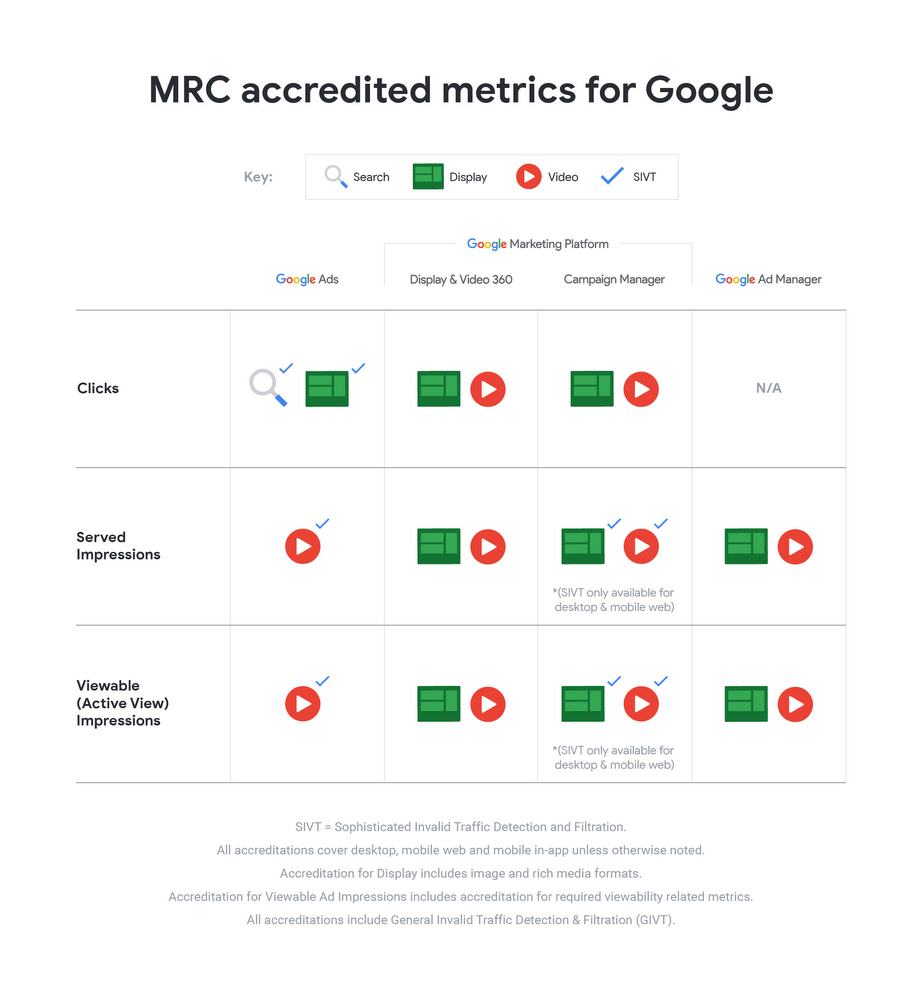 MRC accredited metrics for Google
Key:
Search
Display
Video
SIVT
Google Marketing Platform
Google Ads
Display & Video 360
Campaign Manager
Google Ad Manager
Clicks
N/A
Served
Impressions
*(SIVT only available for
desktop & mobile web)
Viewable
(Active View)
Impressions
*(SIVT only available for
desktop & mobile web)
SIVT = Sophisticated Invalid Traffic Detection and Filtration.
All accreditations cover desktop, mobile web and mobile in-app unless otherwise noted.
Accreditation for Display includes image and rich media formats.
Accreditation for Viewable Ad Impressions includes accreditation for required viewability related metrics.
All accreditations include General Invalid Traffic Detection & Filtration (GIVT).